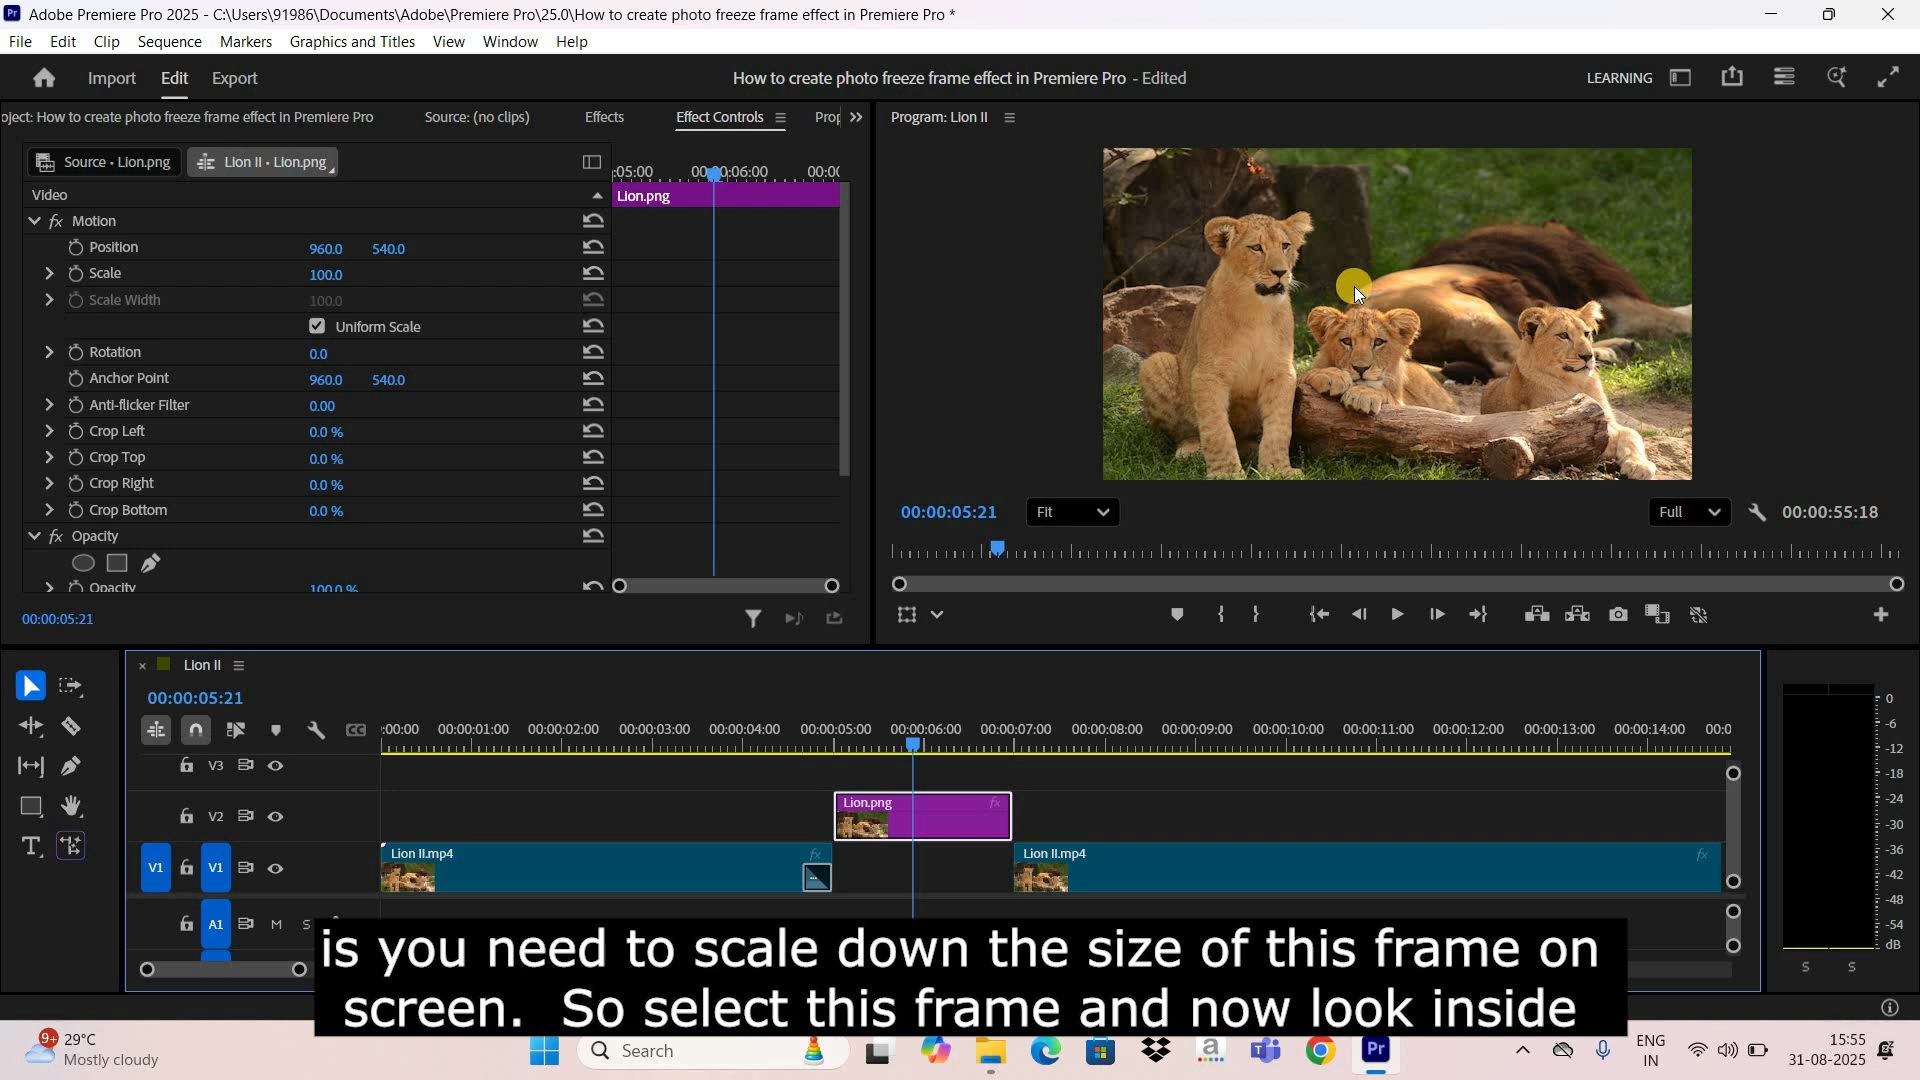 Adobe Premiere Pro 2025 - C:\Users\91986\Documents\Adobe\Premiere Pro\25.0\How to create photo freeze frame effect in Premiere Pro *
File Edit Clip Sequence Markers Graphics and Titles View Window Help
Import Edit Export How to create photo freeze frame effect in Premiere Pro - Edited LEARNING
oject: How to create photo freeze frame effect in Premiere Pro Source: (no clips) Effects Effect Controls Prop Program: Lion II
Source • Lion.png Lion II • Lion.png :05:00 00:00:06:00 00:0(
Video Lion.png
fx Motion
Position 960.0 540.0
Scale 100.0
Scale Width 100.0
Uniform Scale
Rotation 0.0
Anchor Point 960.0 540.0
Anti-flicker Filter 0.00
Crop Left 0.0 %
Crop Top 0.0 %
Crop Right 0.0 %
Crop Bottom 0.0 %
fx Opacity
Opacity 100.0 %
00:00:05:21 Fit Full 00:00:55:18
00:00:05:21
Lion II
00:00:05:21
:00:00 00:00:01:00 00:00:02:00 00:00:03:00 00:00:04:00 00:00:05:00 00:00:06:00 00:00:07:00 00:00:08:00 00:00:09:00 00:00:10:00 00:00:11:00 00:00:12:00 00:00:13:00 00:00:14:00 00:0
V3
V2 Lion.png fx
V1 V1 Lion II.mp4 fx Lion II.mp4 fx
A1 M S
0
-6
-12
-18
-24
-30
-36
-42
-48
-54
dB
S S
is you need to scale down the size of this frame on
screen. So select this frame and now look inside
9+ 29°C
Mostly cloudy
Search
ENG
IN
15:55
31-08-2025